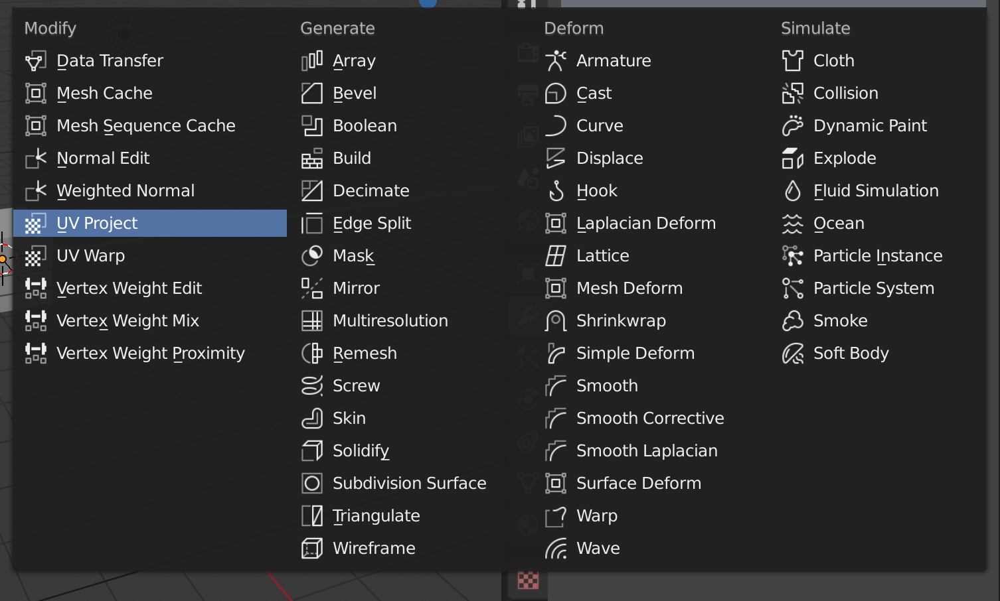 Modify
Data Transfer
Mesh Cache
Mesh Sequence Cache
Normal Edit
Weighted Normal
UV Project
UV Warp
Vertex Weight Edit
Vertex Weight Mix
Vertex Weight Proximity
Generate
Array
Bevel
Boolean
Build
Decimate
Edge Split
Mask
Mirror
Multiresolution
Remesh
Screw
Skin
Solidify
Subdivision Surface
Triangulate
Wireframe
Deform
Armature
Cast
Curve
Displace
Hook
Laplacian Deform
Lattice
Mesh Deform
Shrinkwrap
Simple Deform
Smooth
Smooth Corrective
Smooth Laplacian
Surface Deform
Warp
Wave
Simulate
Cloth
Collision
Dynamic Paint
Explode
Fluid Simulation
Ocean
Particle Instance
Particle System
Smoke
Soft Body